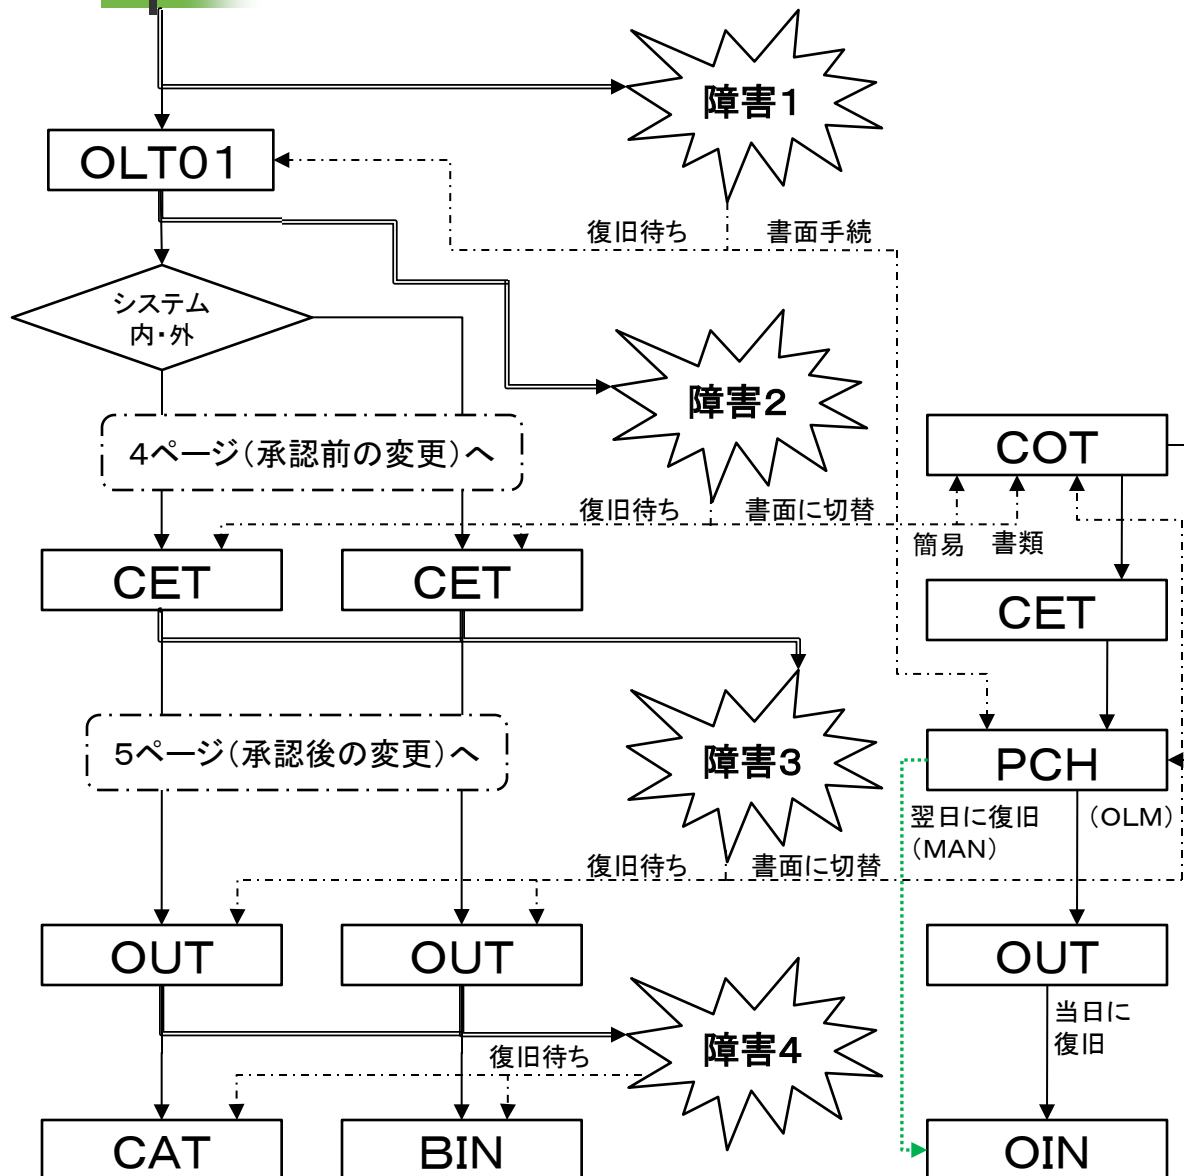 障害1
OLT01
復旧待ち 書面手続
システム
内・外
障害2
4ページ(承認前の変更)へ
COT
復旧待ち 書面に切替
簡易 書類
CET
CET
CET
5ページ(承認後の変更)へ
障害3
PCH
翌日に復旧
(MAN)
(OLM)
復旧待ち 書面に切替
OUT
OUT
OUT
当日に
復旧
障害4
復旧待ち
CAT
BIN
OIN